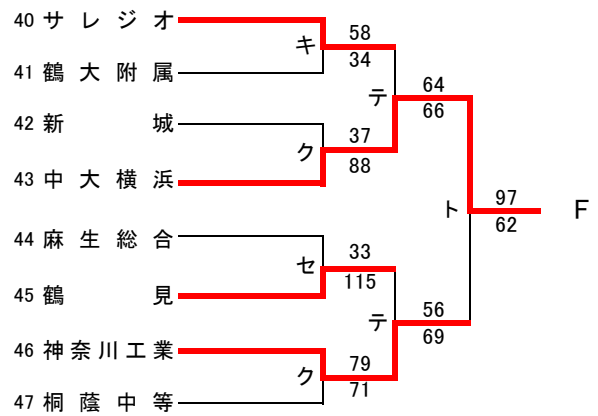 40 サレジオ
キ 58
34
41 鶴大附属
テ 64
66
42 新城
ク 37
88
43 中大横浜
ト 97
62
F
44 麻生総合
セ 33
115
45 鶴見
テ 56
69
46 神奈川工業
ク 79
71
47 桐蔭中等